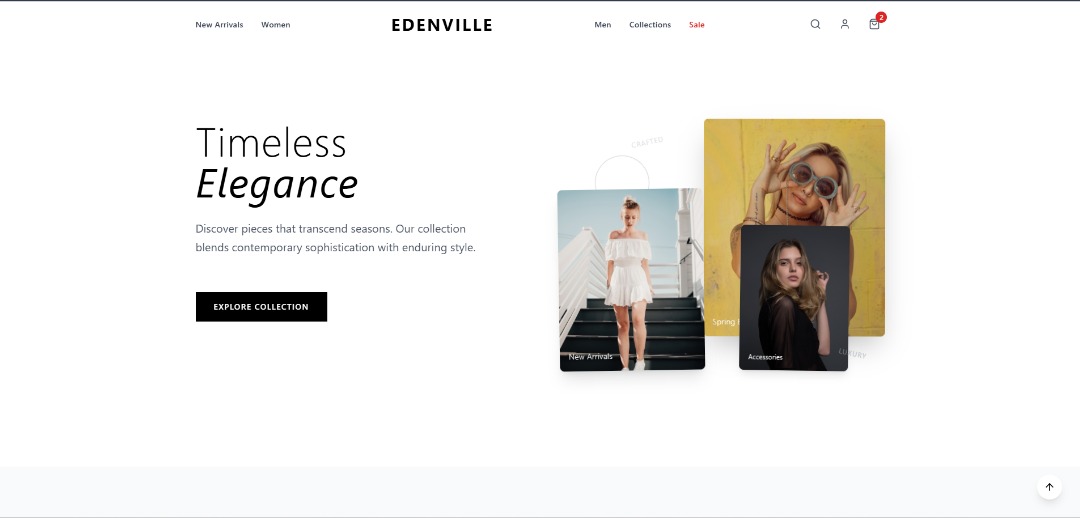 New Arrivals
Women
EDENVILLE
Men
Collections
Sale
2
Timeless
Elegance
Discover pieces that transcend seasons. Our collection
blends contemporary sophistication with enduring style.
EXPLORE COLLECTION
CRAFTED
Spring
New Arrivals
Accessories
LUXURY